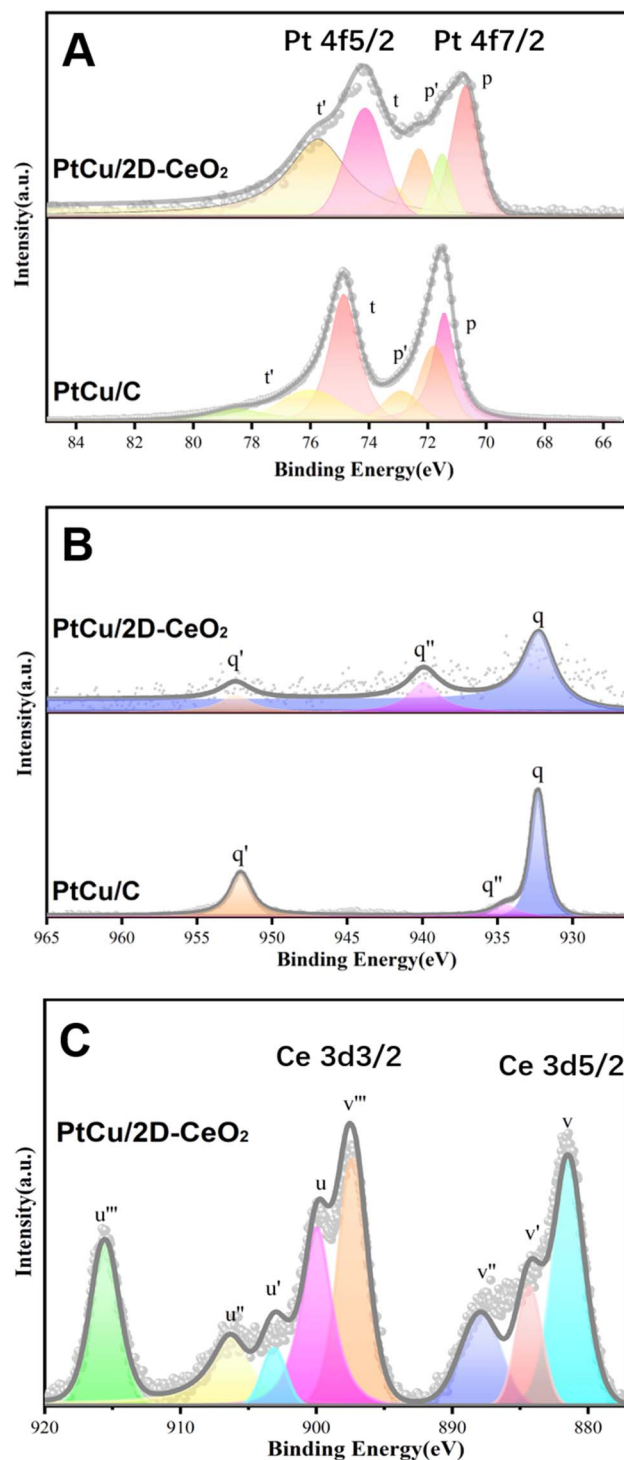 A
Pt 4f5/2
Pt 4f7/2
t'
t
p'
p
PtCu/2D-CeO₂
t
p
p'
t'
PtCu/C
Intensity(a.u.)
84 82 80 78 76 74 72 70 68 66
Binding Energy(eV)
B
PtCu/2D-CeO₂
q'
q"
q
PtCu/C
q'
q"
q
Intensity(a.u.)
965 960 955 950 945 940 935 930
Binding Energy(eV)
C
Ce 3d3/2
Ce 3d5/2
PtCu/2D-CeO₂
u'''
u"
u'
u
v'''
v"
v'
v
Intensity(a.u.)
920 910 900 890 880
Binding Energy(eV)